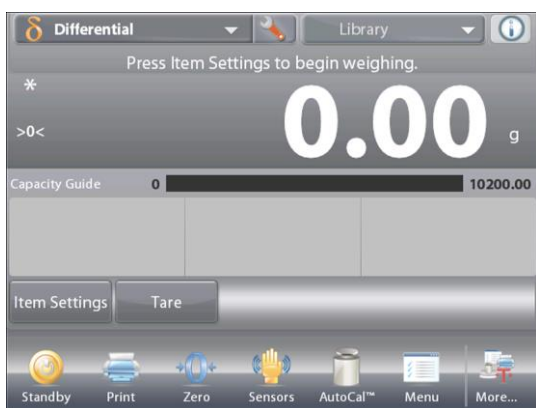 δ Differential Library
Press Item Settings to begin weighing.
*
>0< 0.00 g
Capacity Guide 0 10200.00
Item Settings Tare
Standby Print Zero Sensors AutoCal™ Menu More...